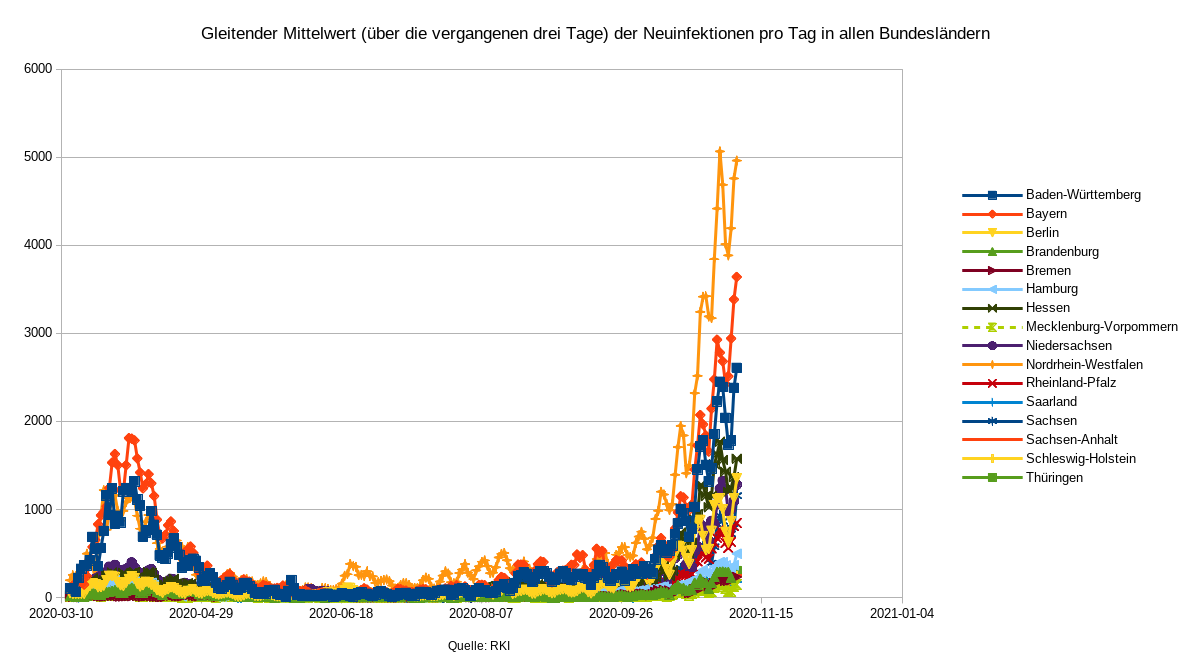 Gleitender Mittelwert (über die vergangenen drei Tage) der Neuinfektionen pro Tag in allen Bundesländern
6000
5000
4000
3000
2000
1000
0
2020-03-10 2020-04-29 2020-06-18 2020-08-07 2020-09-26 2020-11-15 2021-01-04
Quelle: RKI
Baden-Württemberg
Bayern
Berlin
Brandenburg
Bremen
Hamburg
Hessen
Mecklenburg-Vorpommern
Niedersachsen
Nordrhein-Westfalen
Rheinland-Pfalz
Saarland
Sachsen
Sachsen-Anhalt
Schleswig-Holstein
Thüringen